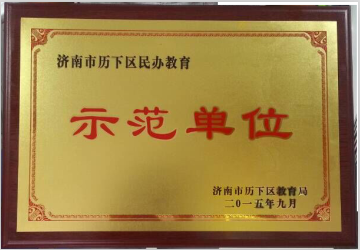 济南市历下区民办教育
示范单位
济南市历下区教育局
二〇一五年九月